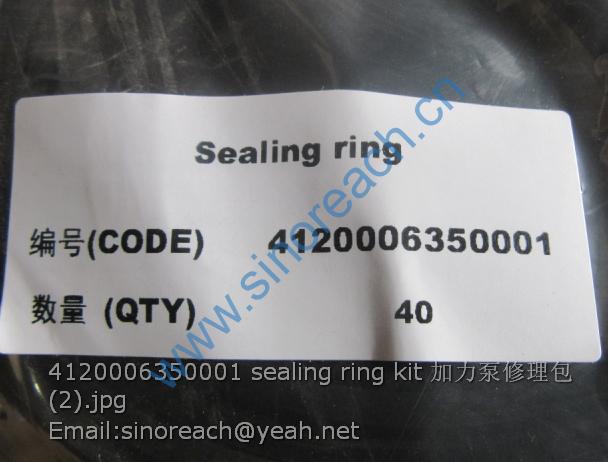 Sealing ring
编号(CODE) 4120006350001
数量 (QTY) 40
www.sinoreach.cn
4120006350001 sealing ring kit 加力泵修理包
(2).jpg
Email:sinoreach@yeah.net